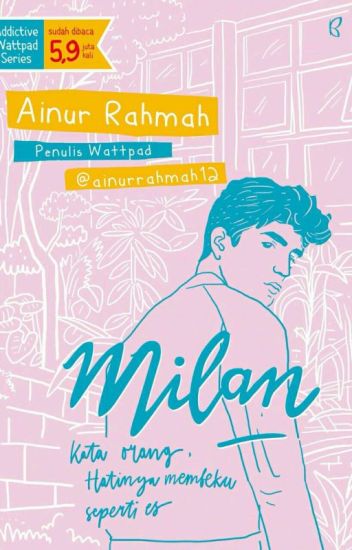 Addictive
Wattpad
Series
sudah dibaca
5,9 juta kali
Ainur Rahmah
Penulis Wattpad
@ainurrahmah12
Milan
Kata orang,
Hatinya membeku
seperti es